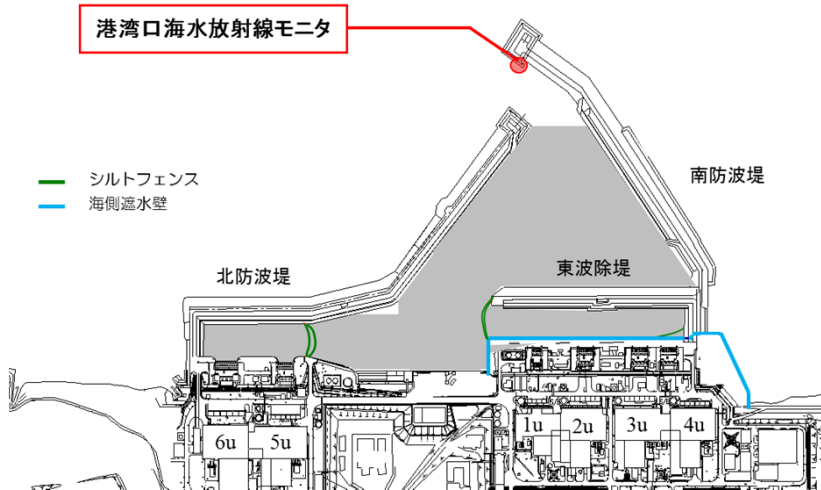 港湾口海水放射線モニタ
シルトフェンス
海側遮水壁
南防波堤
北防波堤
東波除堤
6u
5u
1u
2u
3u
4u